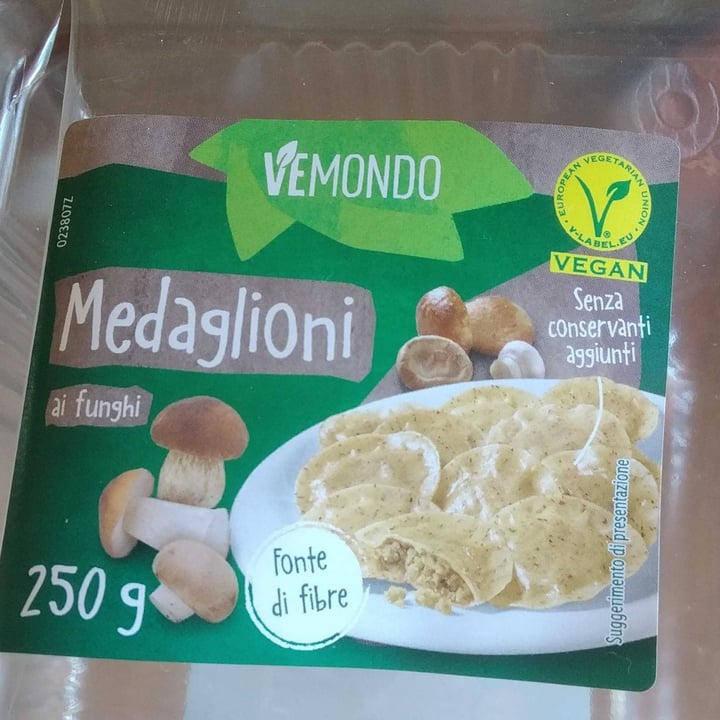 VEMONDO
023807Z
EUROPEAN VEGETARIAN UNION
V-LABEL.EU
VEGAN
Medaglioni
ai funghi
Senza
conservanti
aggiunti
Fonte
di fibre
250 g
Suggerimento di presentazione